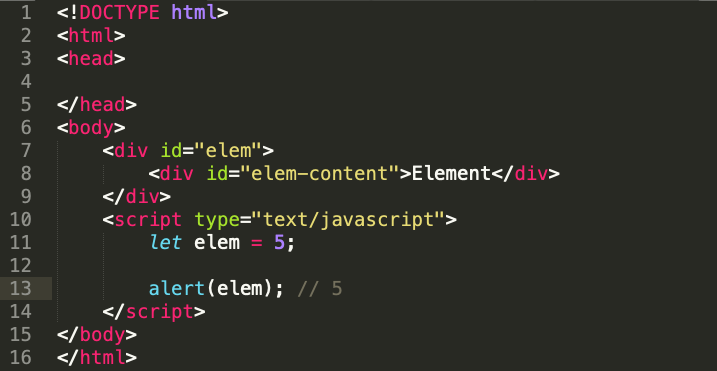 1 <!DOCTYPE html>
2 <html>
3 <head>
4
5 </head>
6 <body>
7     <div id="elem">
8         <div id="elem-content">Element</div>
9     </div>
10     <script type="text/javascript">
11         let elem = 5;
12
13         alert(elem); // 5
14     </script>
15 </body>
16 </html>